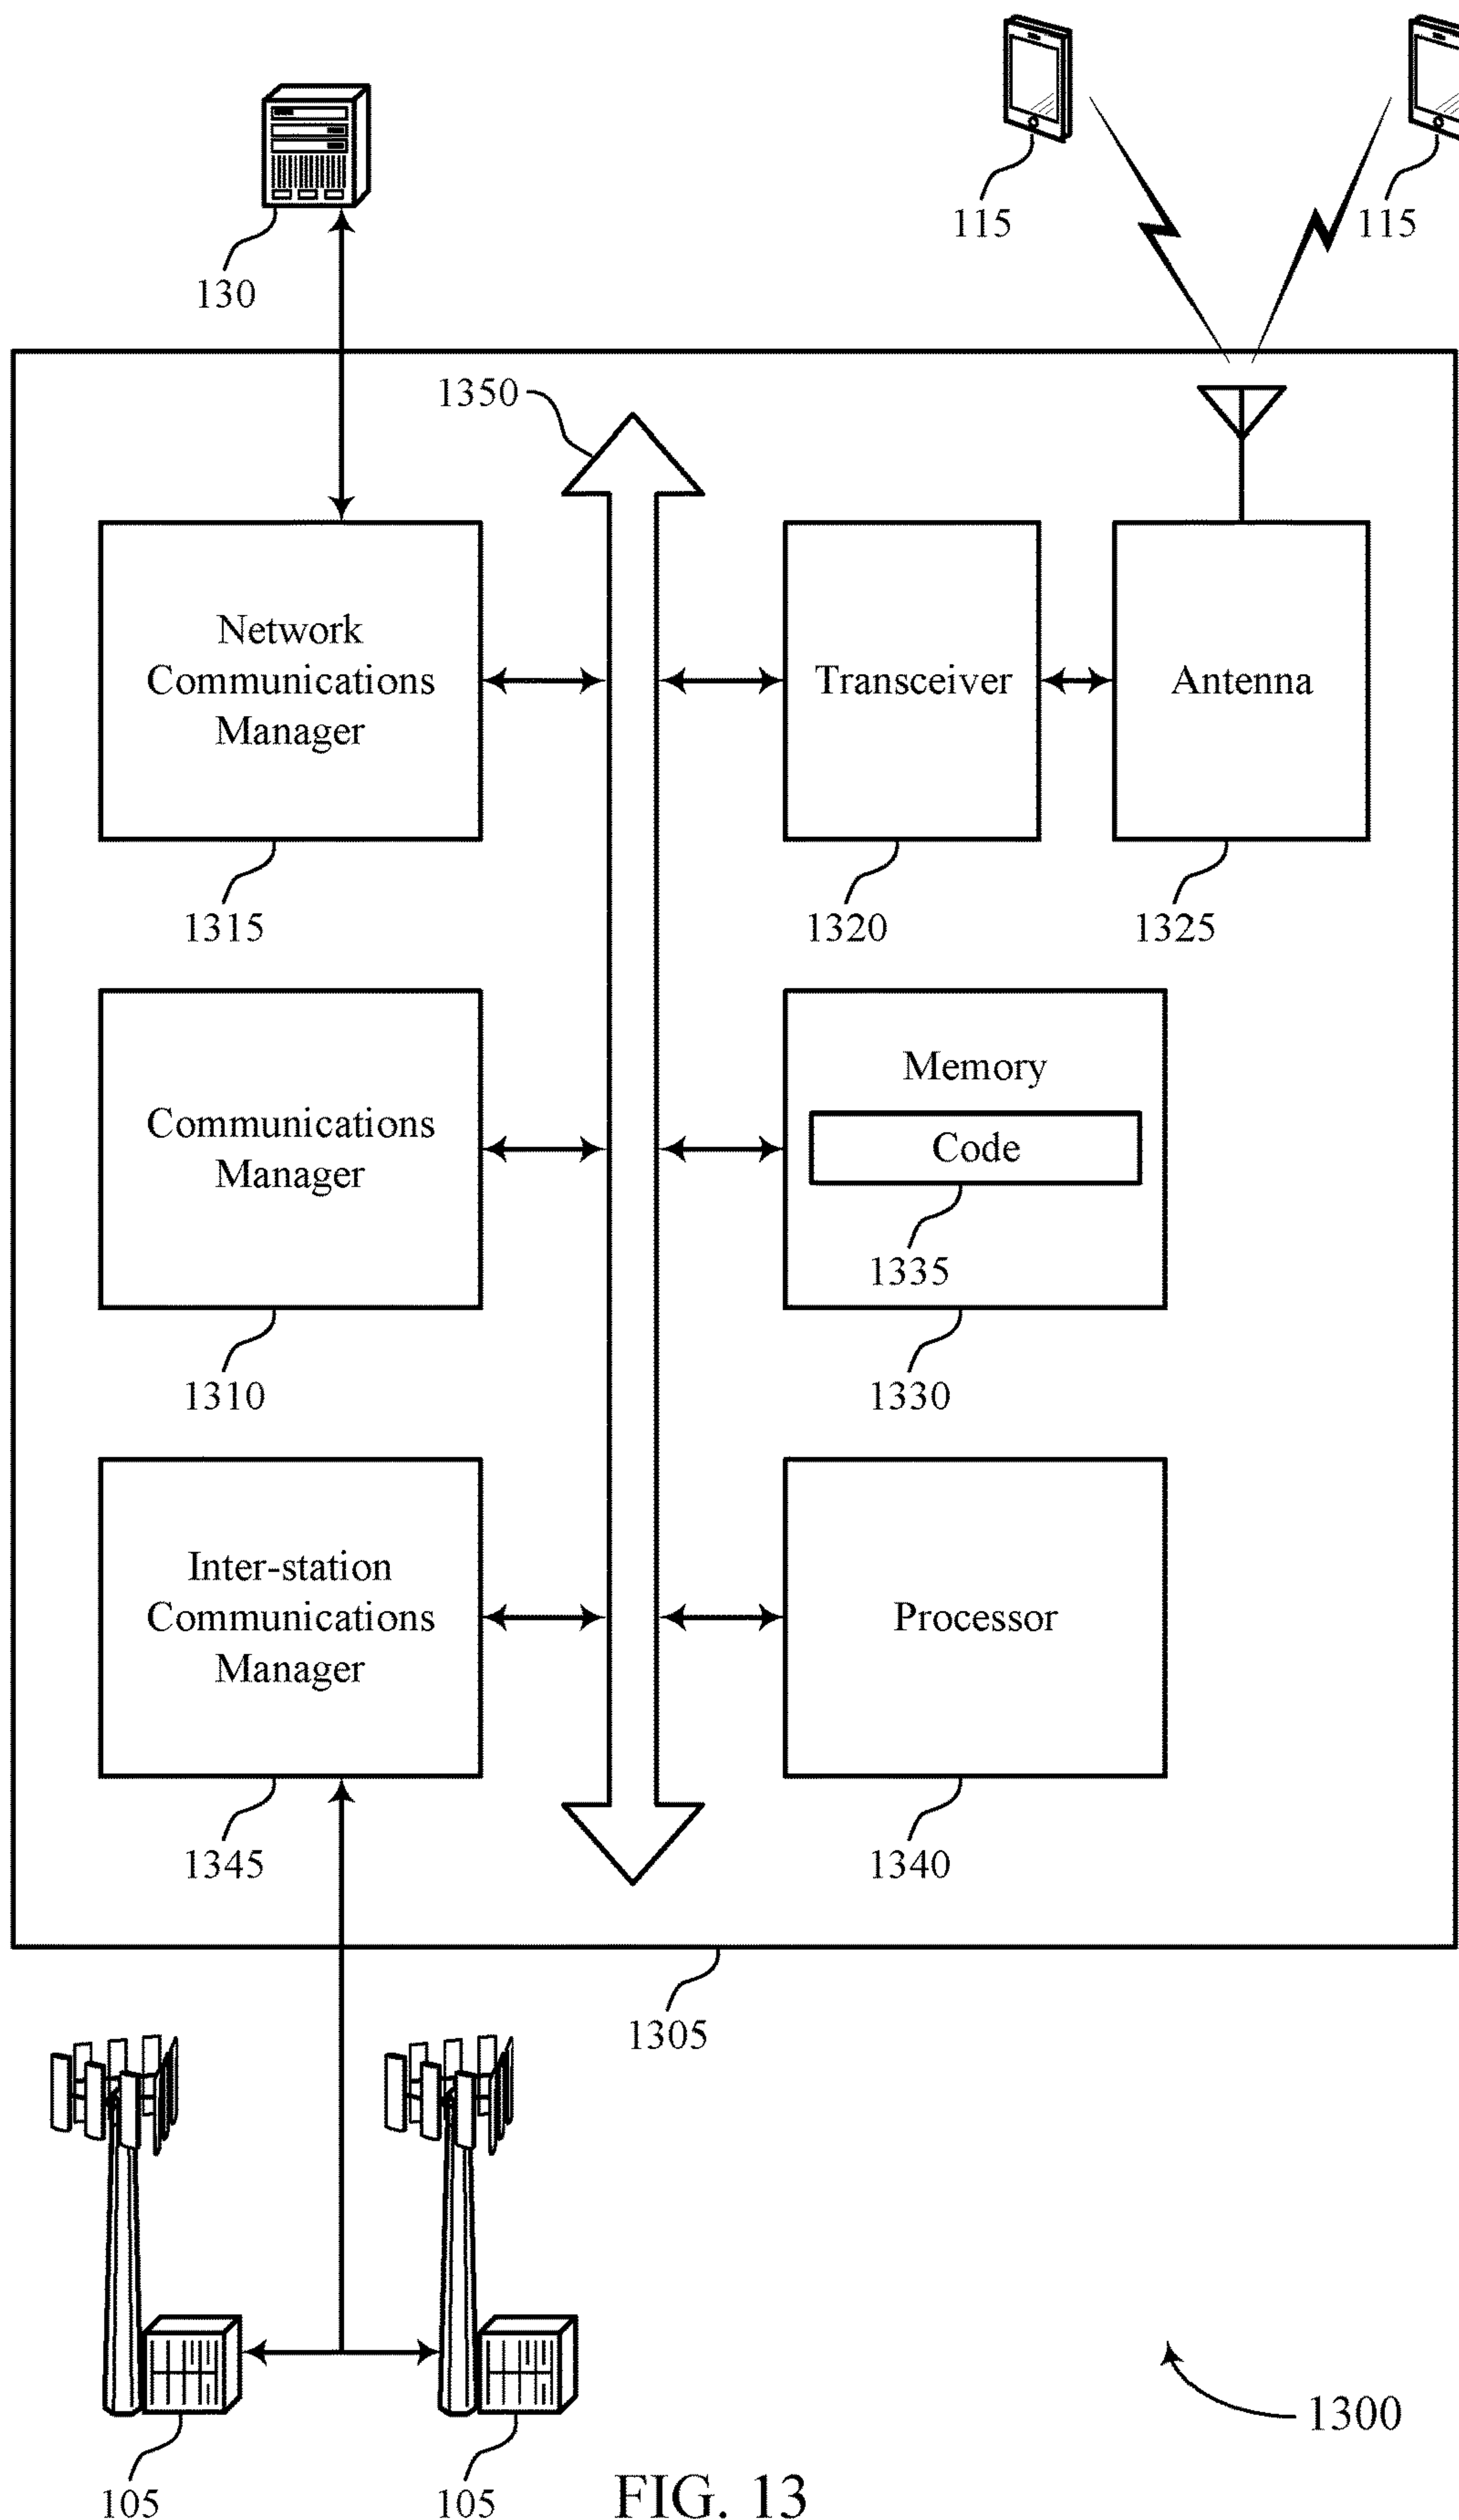 115
115
130
1350
Network
Communications
Manager
Transceiver
Antenna
1315
1320
1325
Communications
Manager
Memory
Code
1335
1310
1330
Inter-station
Communications
Manager
Processor
1345
1340
1305
1300
105
105
FIG. 13